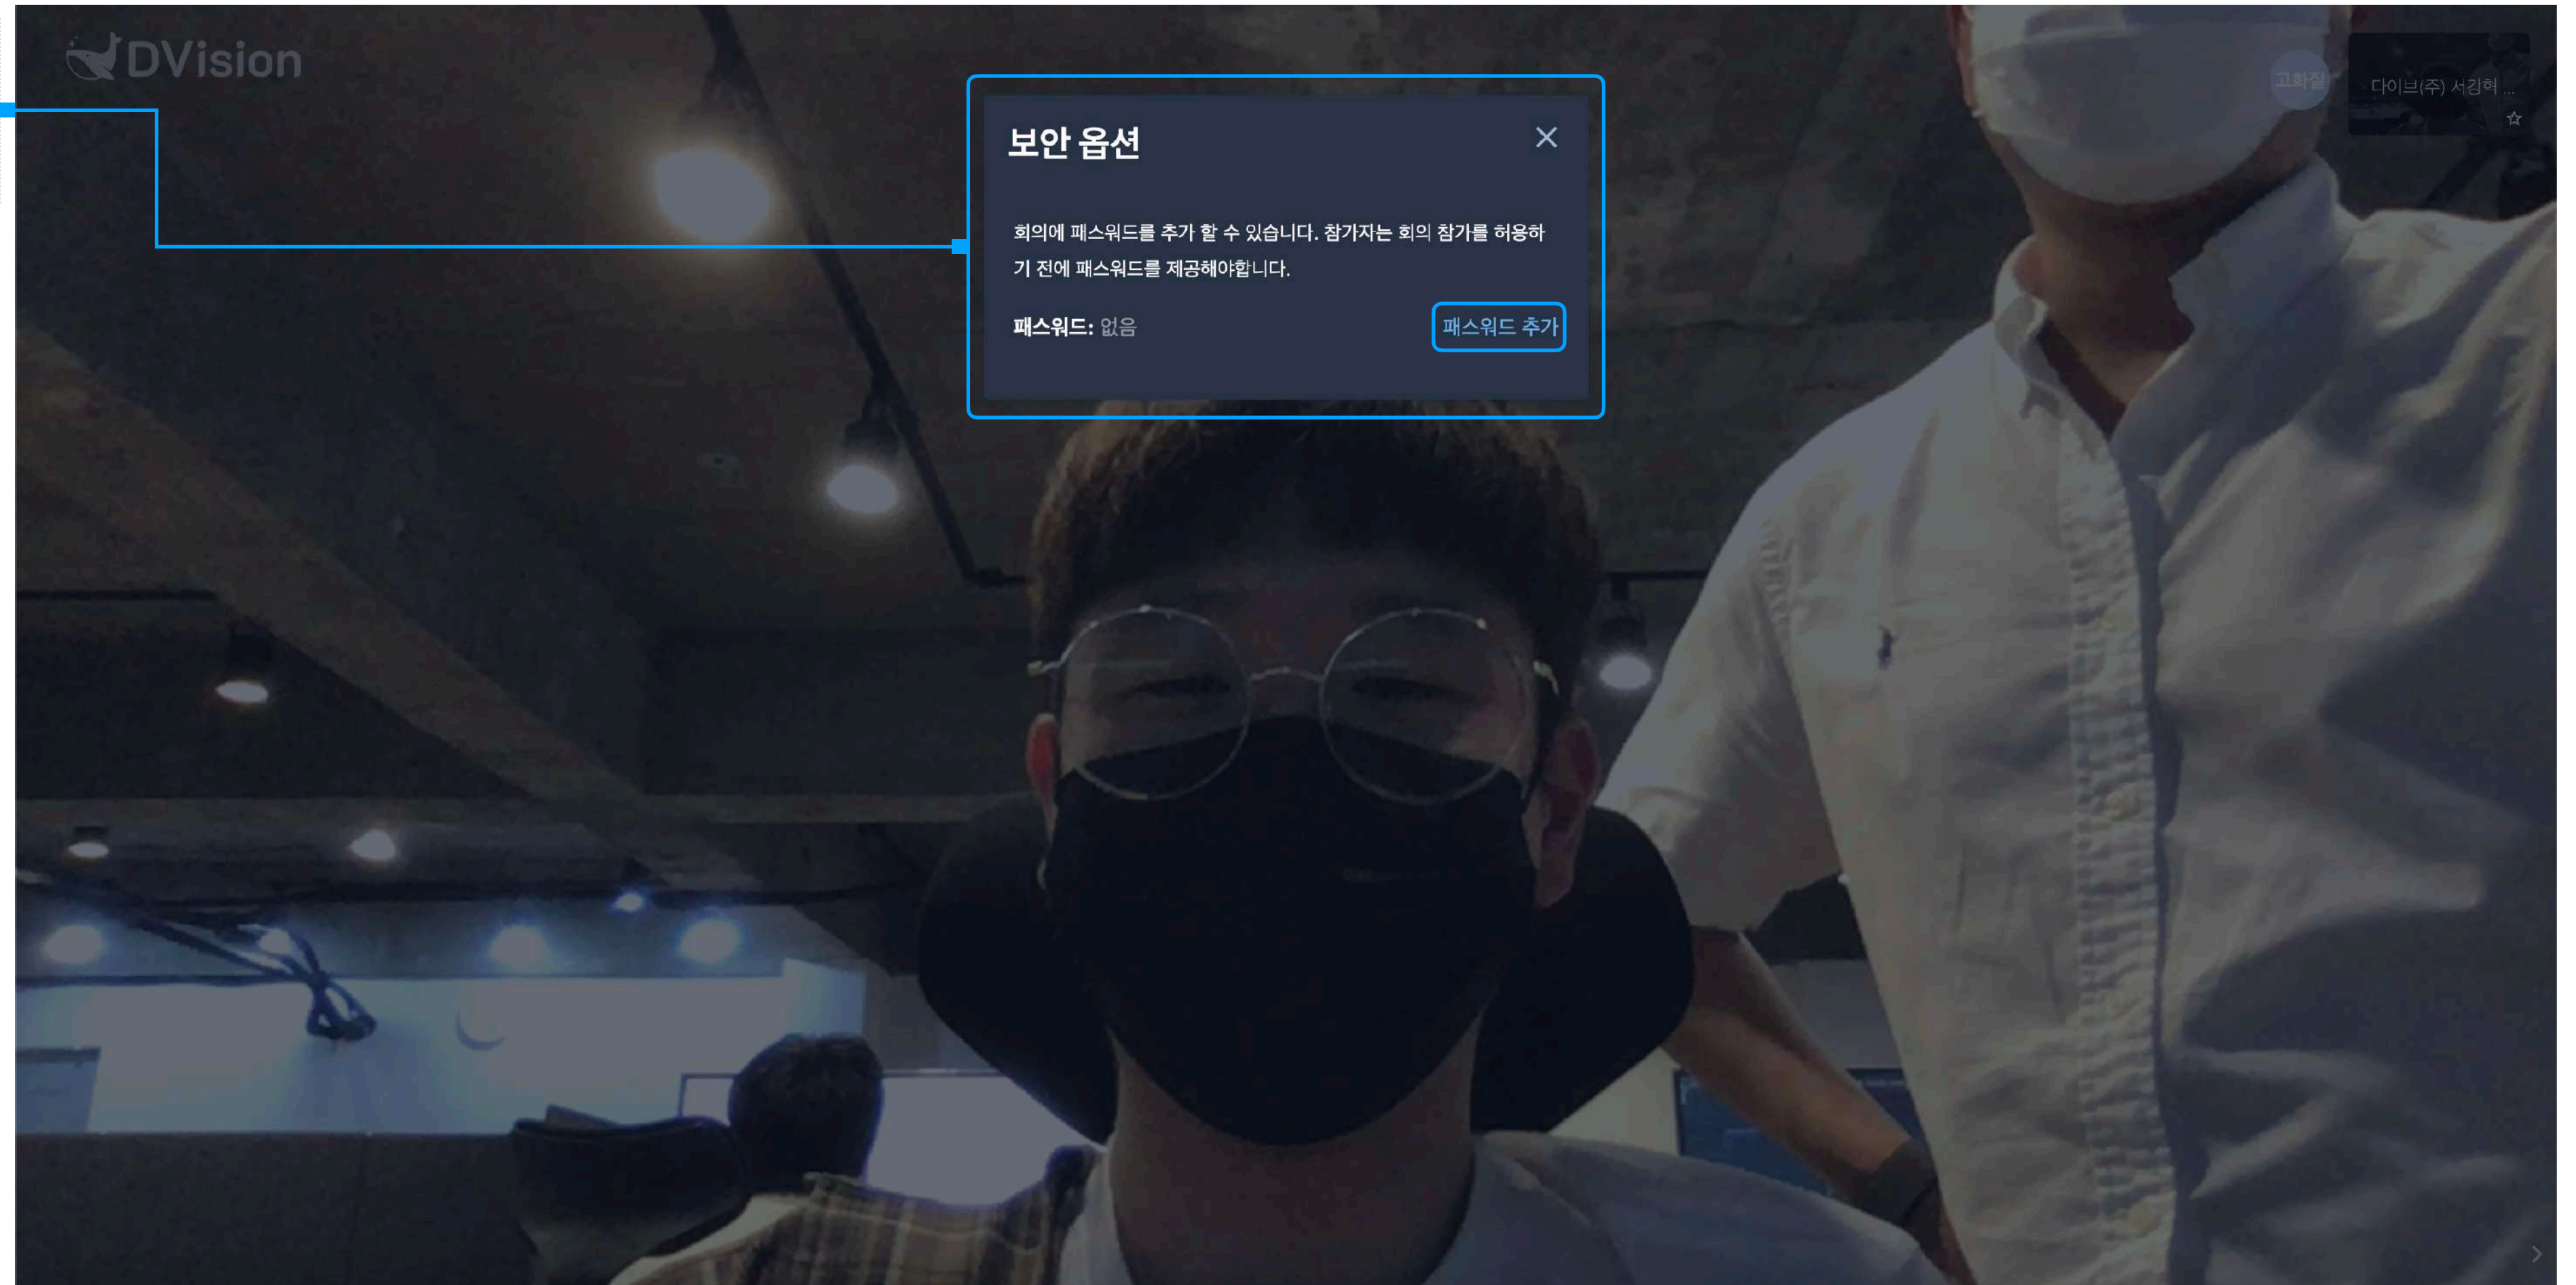 DVision
고화질
다이브(주) 서강혁 ...
보안 옵션
회의에 패스워드를 추가 할 수 있습니다. 참가자는 회의 참가를 허용하
기 전에 패스워드를 제공해야합니다.
패스워드: 없음
패스워드 추가